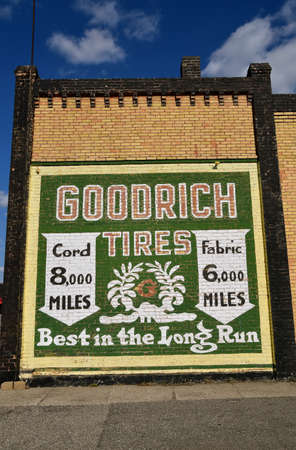 GOODRICH
TIRES
Cord
8,000
MILES
Fabric
6,000
MILES
G
Best in the Long Run